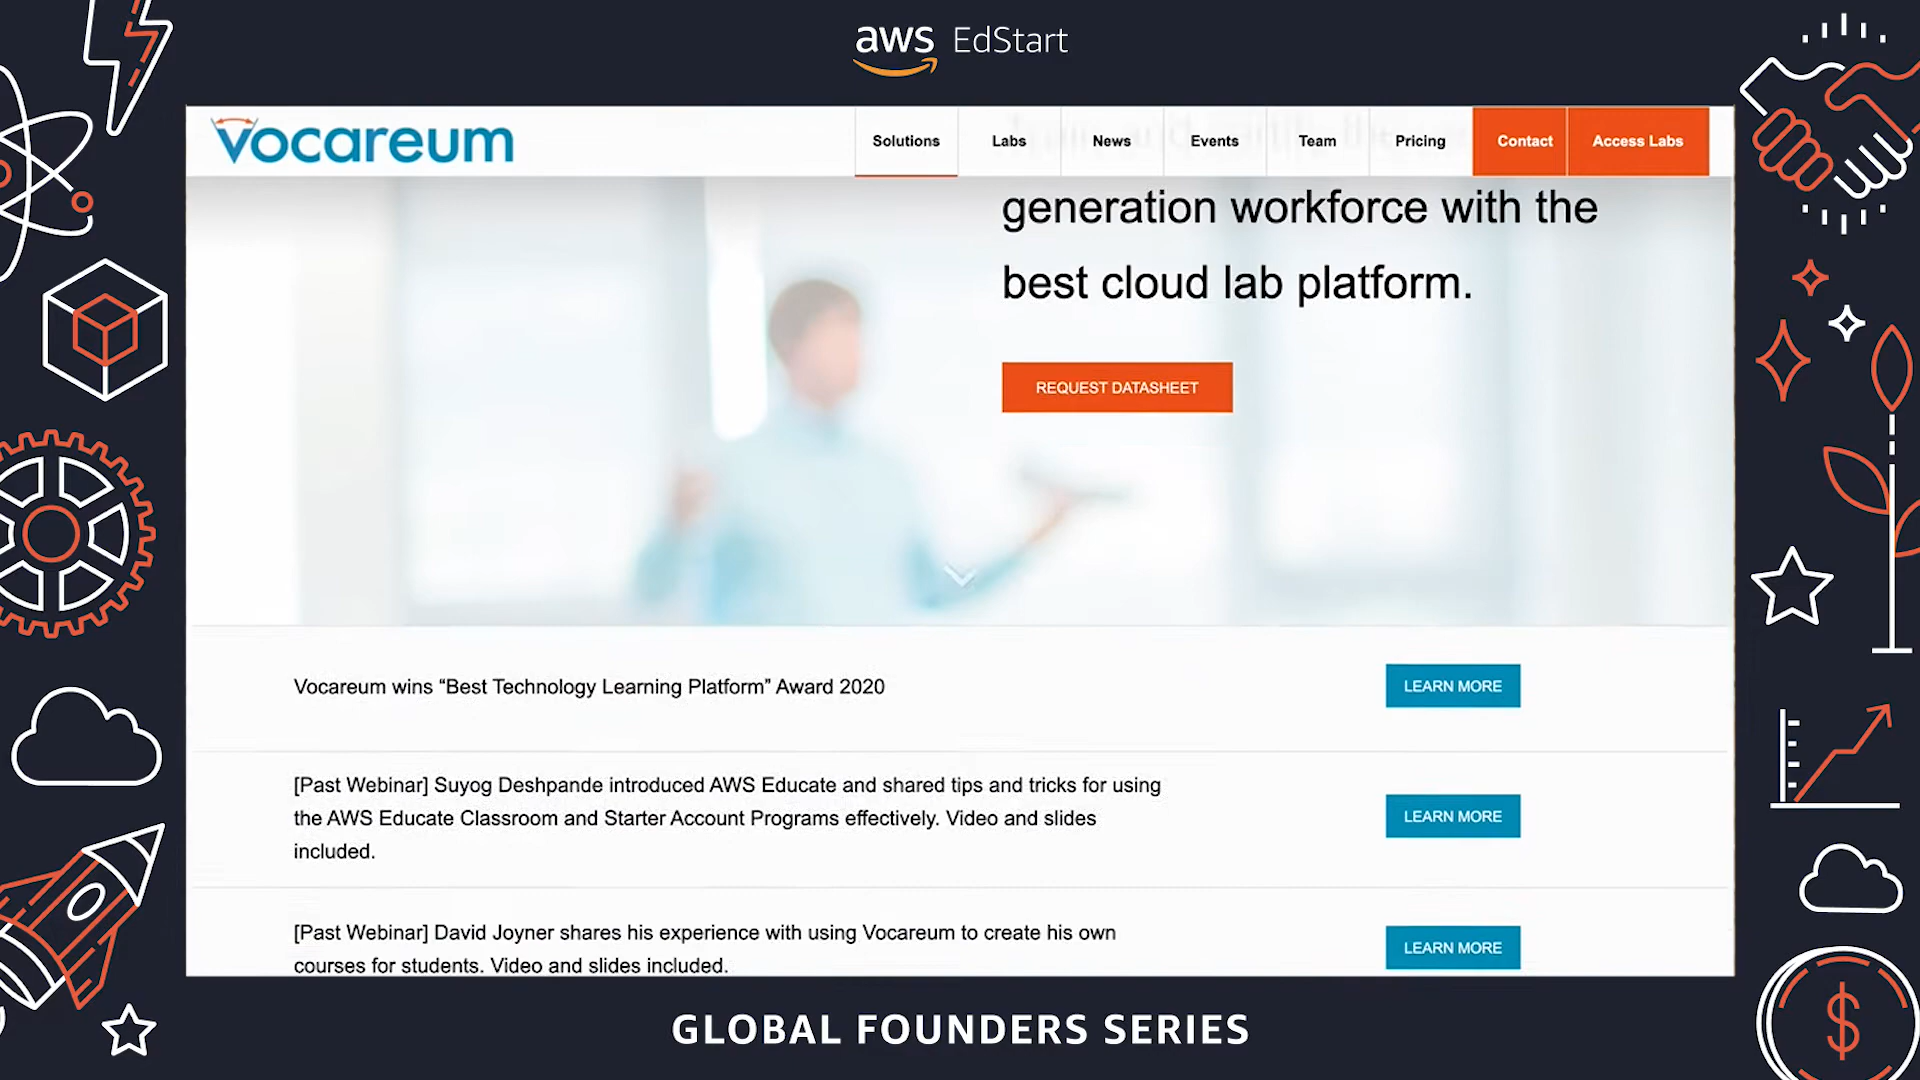 aws EdStart
vocareum
Solutions
Labs
News
Events
Team
Pricing
Contact
Access Labs
generation workforce with the
best cloud lab platform.
REQUEST DATASHEET
Vocareum wins “Best Technology Learning Platform” Award 2020
LEARN MORE
[Past Webinar] Suyog Deshpande introduced AWS Educate and shared tips and tricks for using
the AWS Educate Classroom and Starter Account Programs effectively. Video and slides
included.
LEARN MORE
[Past Webinar] David Joyner shares his experience with using Vocareum to create his own
courses for students. Video and slides included.
LEARN MORE
$
GLOBAL FOUNDERS SERIES